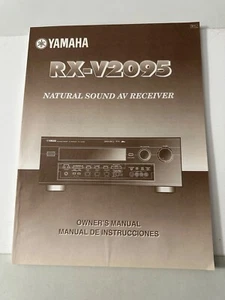 YAMAHA
RX-V2095
NATURAL SOUND AV RECEIVER
OWNER'S MANUAL
MANUAL DE INSTRUCCIONES